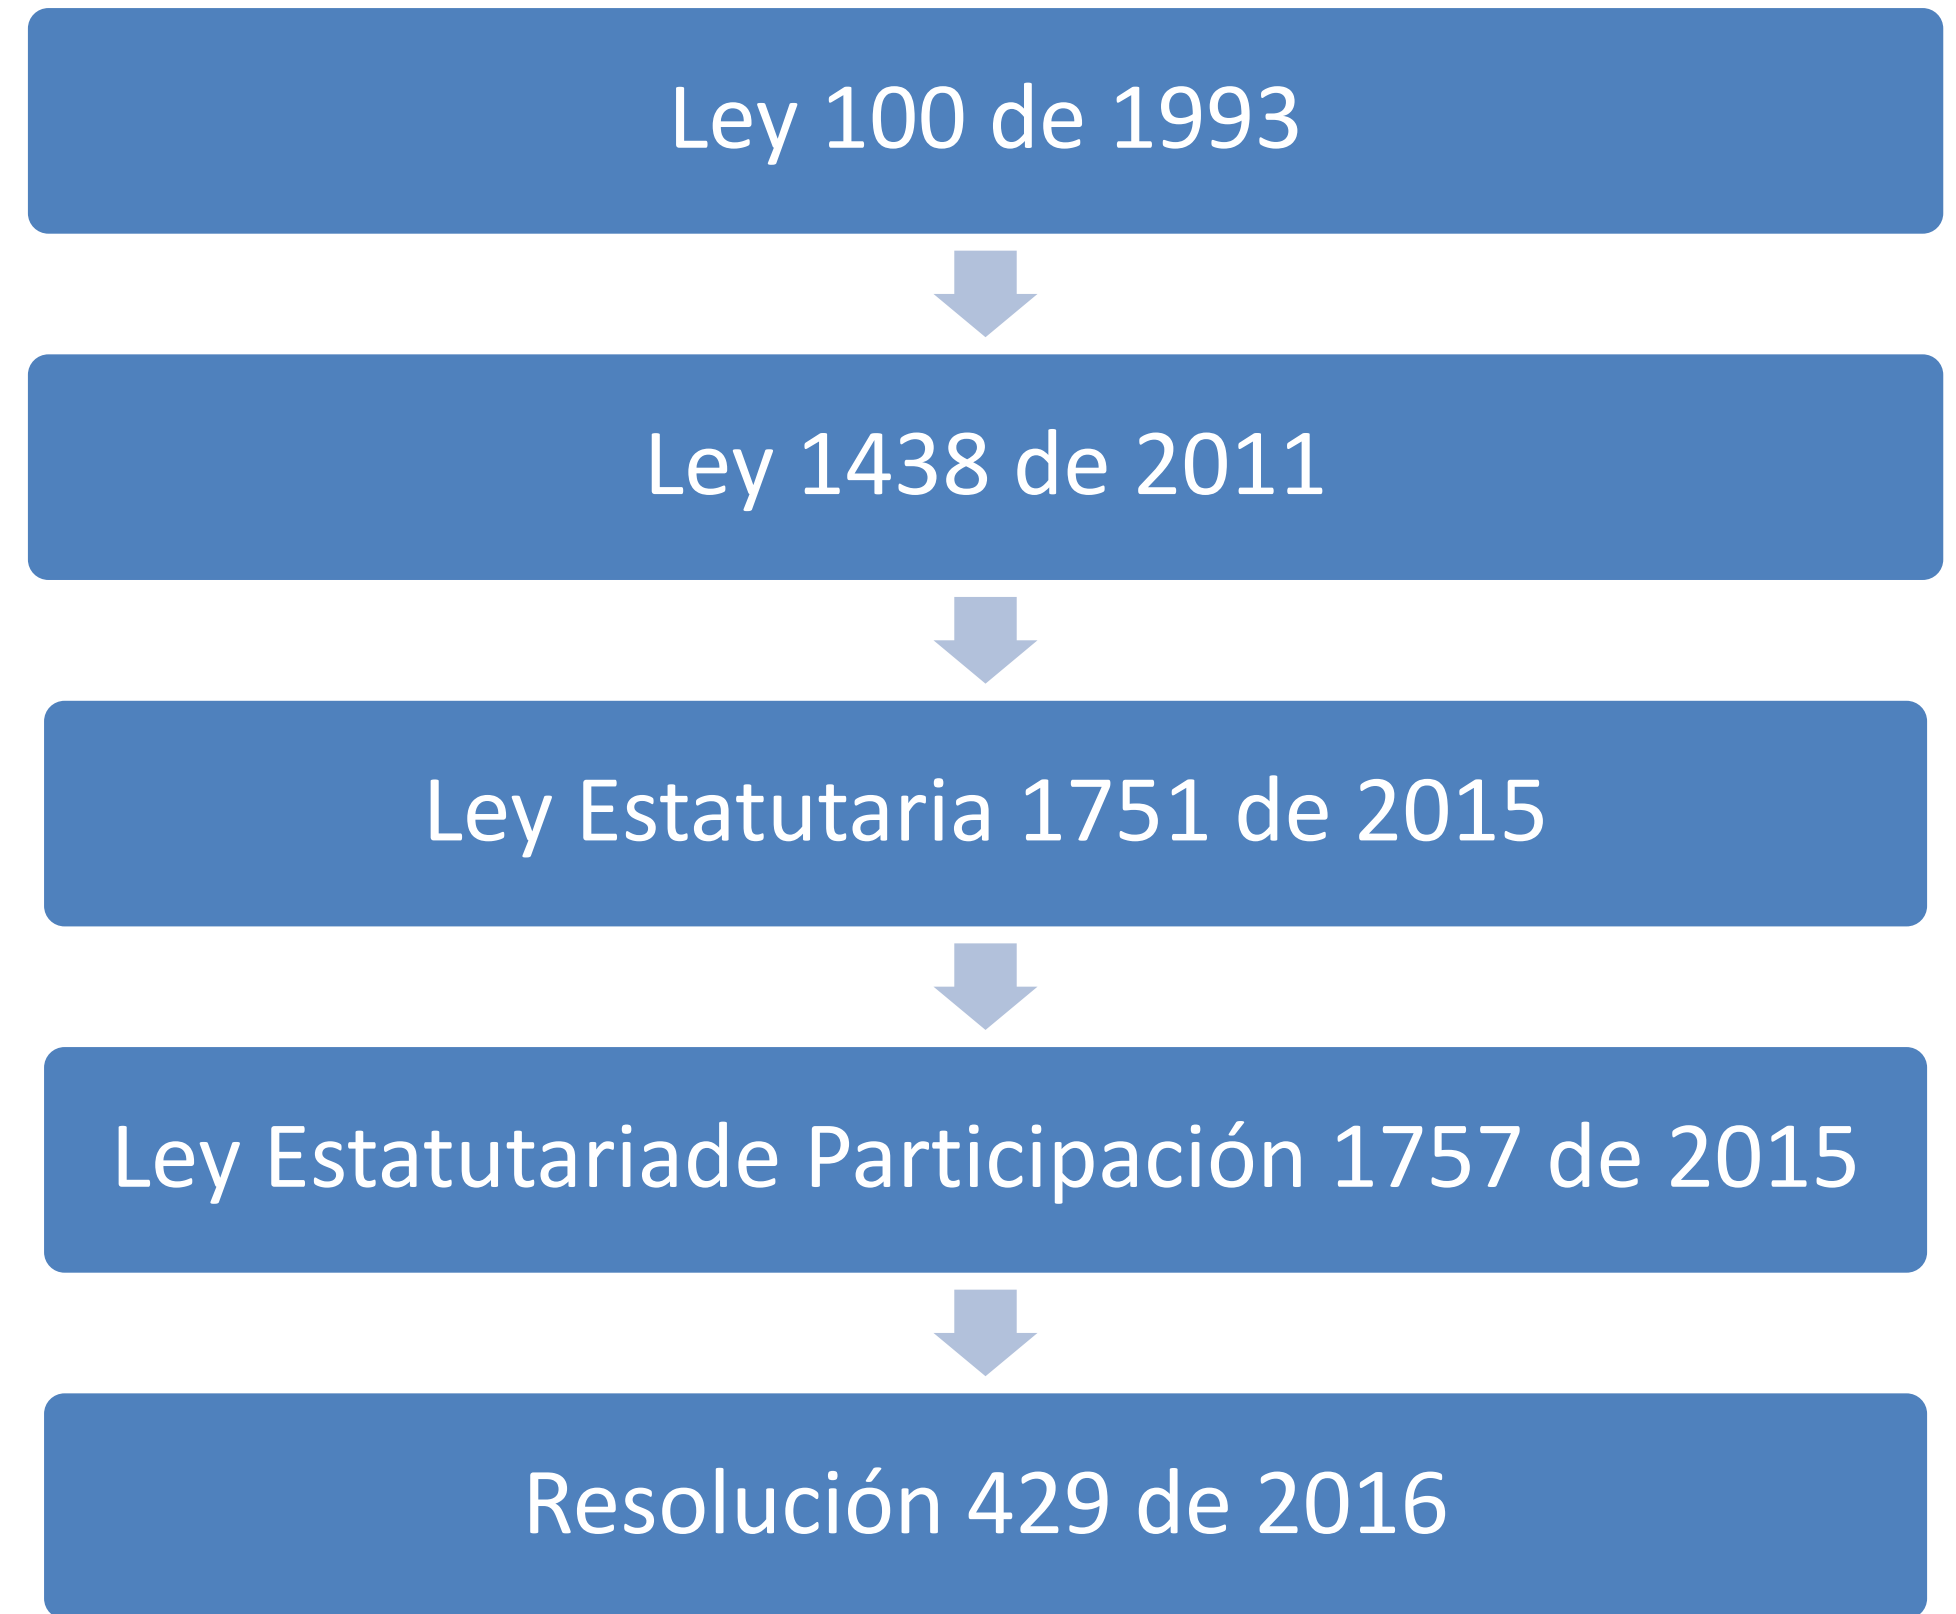 Ley 100 de 1993
Ley 1438 de 2011
Ley Estatutaria 1751 de 2015
Ley Estatutariade Participación 1757 de 2015
Resolución 429 de 2016